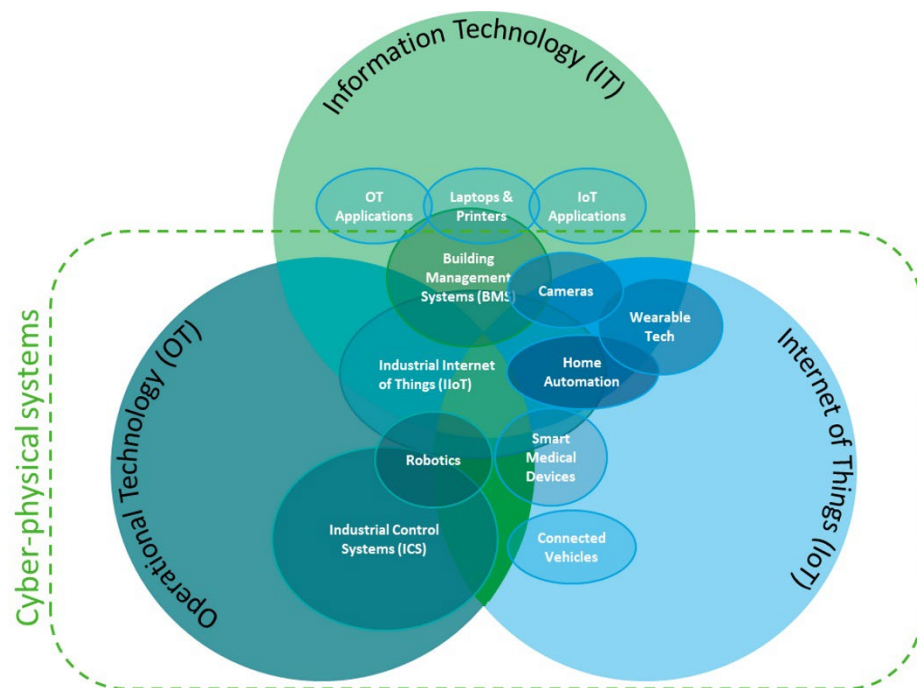 Information Technology (IT)
OT
Applications
Laptops &
Printers
IoT
Applications
Building
Management
Systems (BMS)
Cameras
Wearable
Tech
Industrial Internet
of Things (IIoT)
Home
Automation
Robotics
Smart
Medical
Devices
Industrial Control
Systems (ICS)
Connected
Vehicles
Operational Technology (OT)
Internet of Things (IoT)
Cyber-physical systems